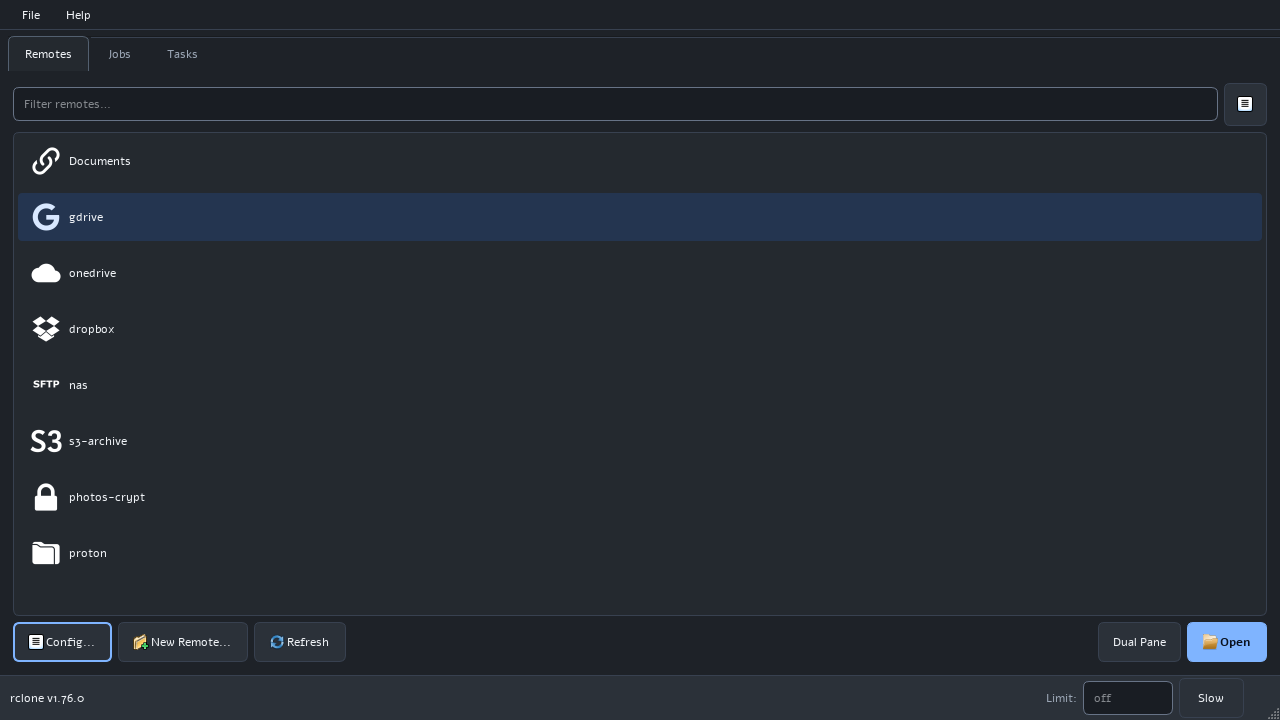 File Help
Remotes Jobs Tasks
Filter remotes...
Documents
gdrive
onedrive
dropbox
SFTP nas
S3 s3-archive
photos-crypt
proton
Config... New Remote... Refresh Dual Pane Open
rclone v1.76.0 Limit: off Slow